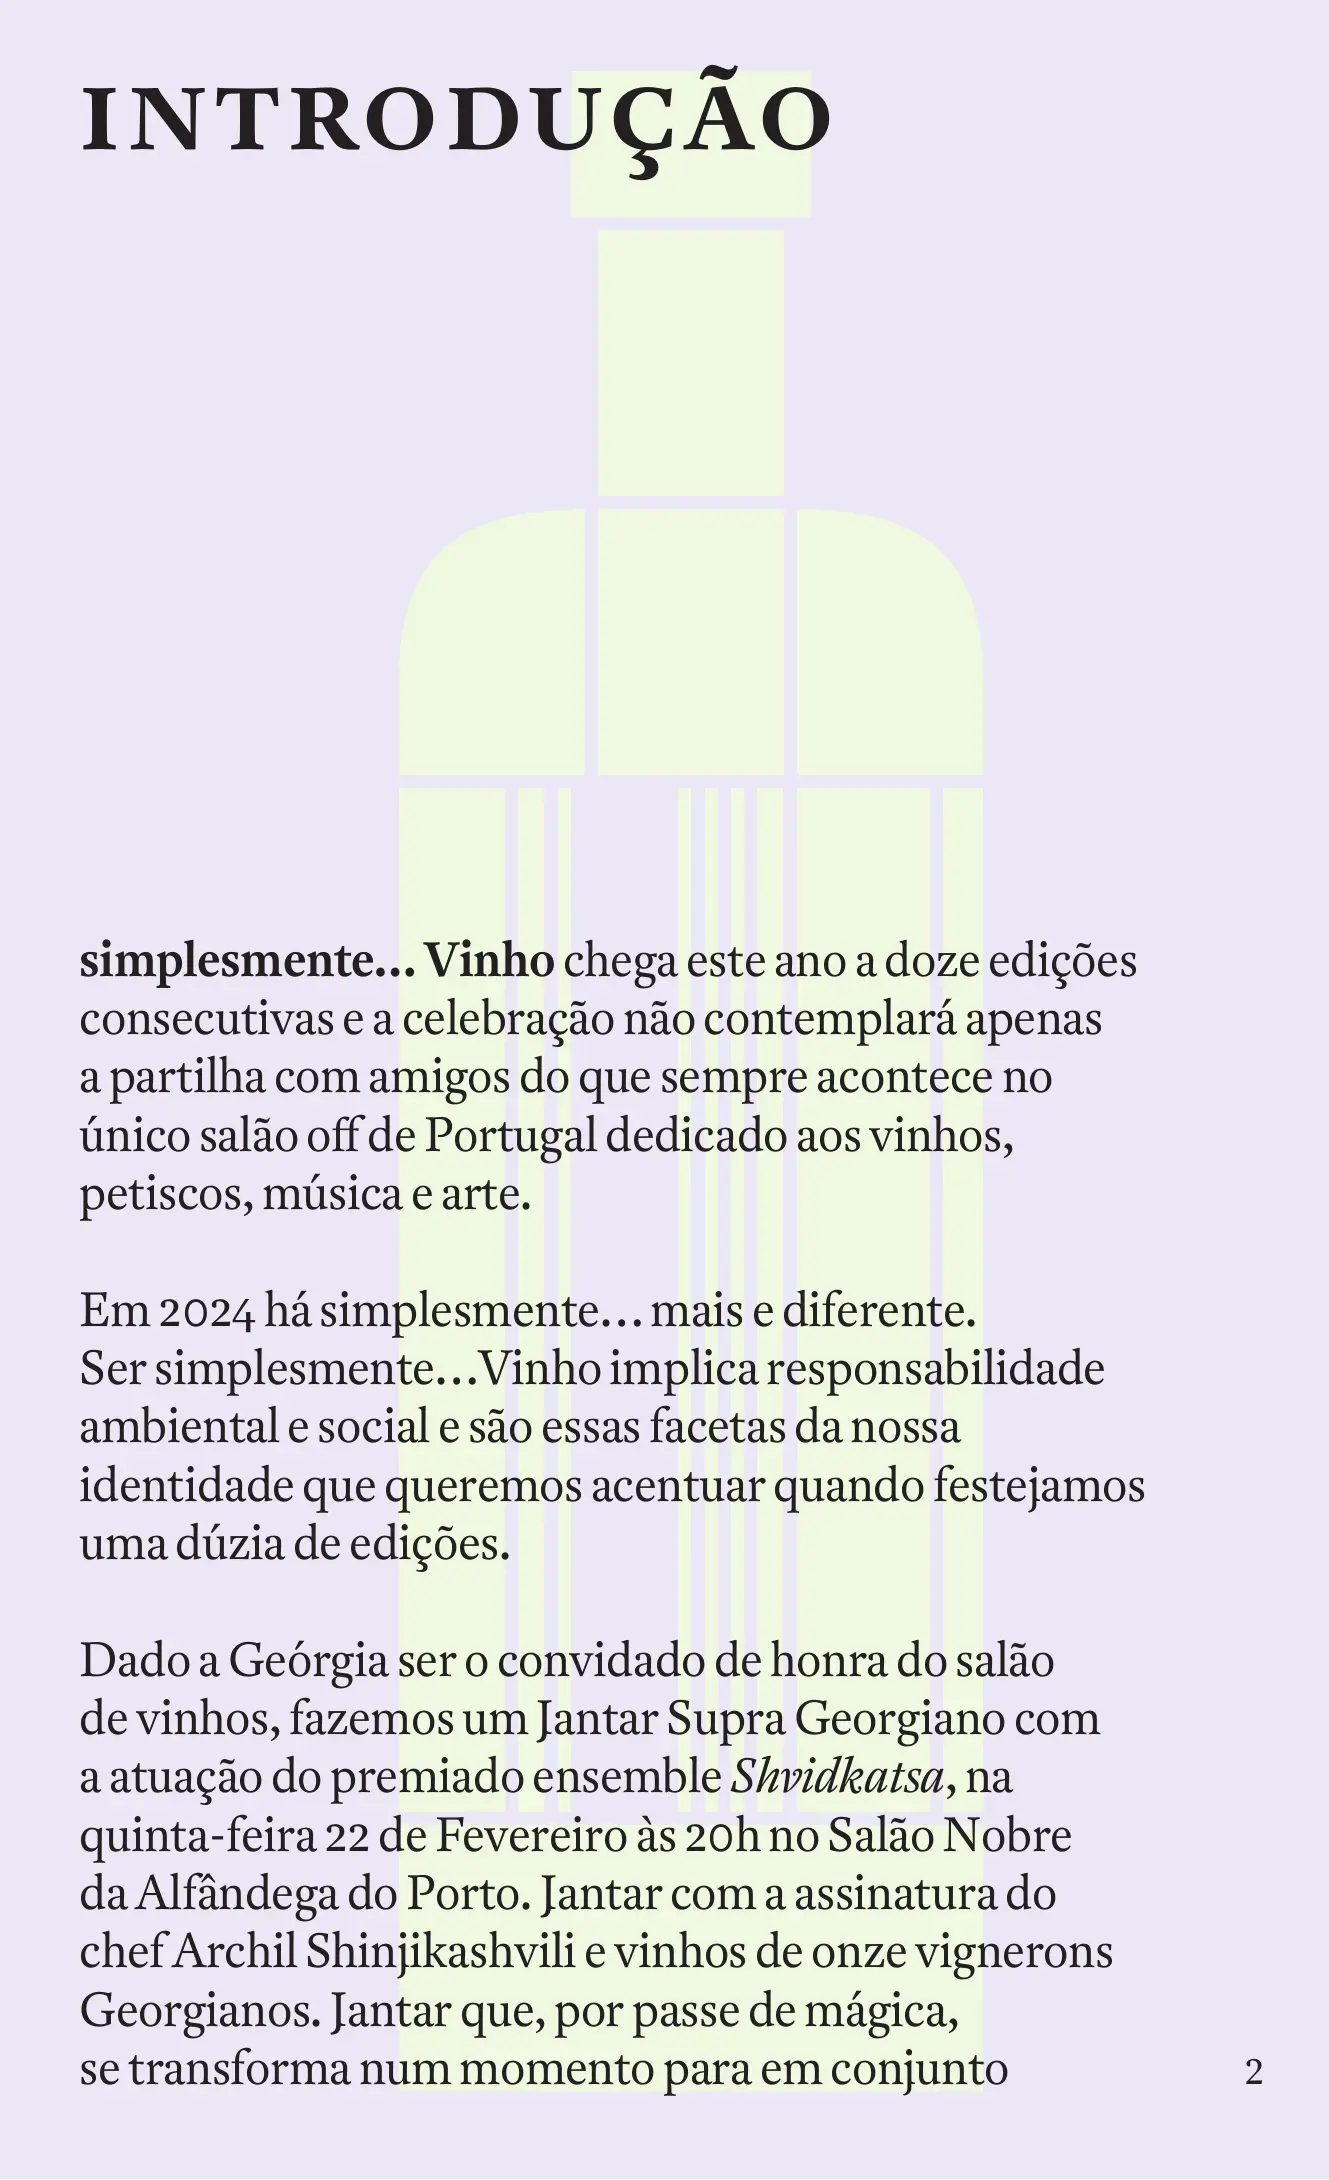 INTRODUÇÃO
simplesmente... Vinho chega este ano a doze edições
consecutivas e a celebração não contemplará apenas
a partilha com amigos do que sempre acontece no
único salão off de Portugal dedicado aos vinhos,
petiscos, música e arte.
Em 2024 há simplesmente... mais e diferente.
Ser simplesmente...Vinho implica responsabilidade
ambiental e social e são essas facetas da nossa
identidade que queremos acentuar quando festejamos
uma dúzia de edições.
Dado a Geórgia ser o convidado de honra do salão
de vinhos, fazemos um Jantar Supra Georgiano com
a atuação do premiado ensemble Shvidkatsa, na
quinta-feira 22 de Fevereiro às 20h no Salão Nobre
da Alfândega do Porto. Jantar com a assinatura do
chef Archil Shinjikashvili e vinhos de onze vignerons
Georgianos. Jantar que, por passe de mágica,
se transforma num momento para em conjunto
2